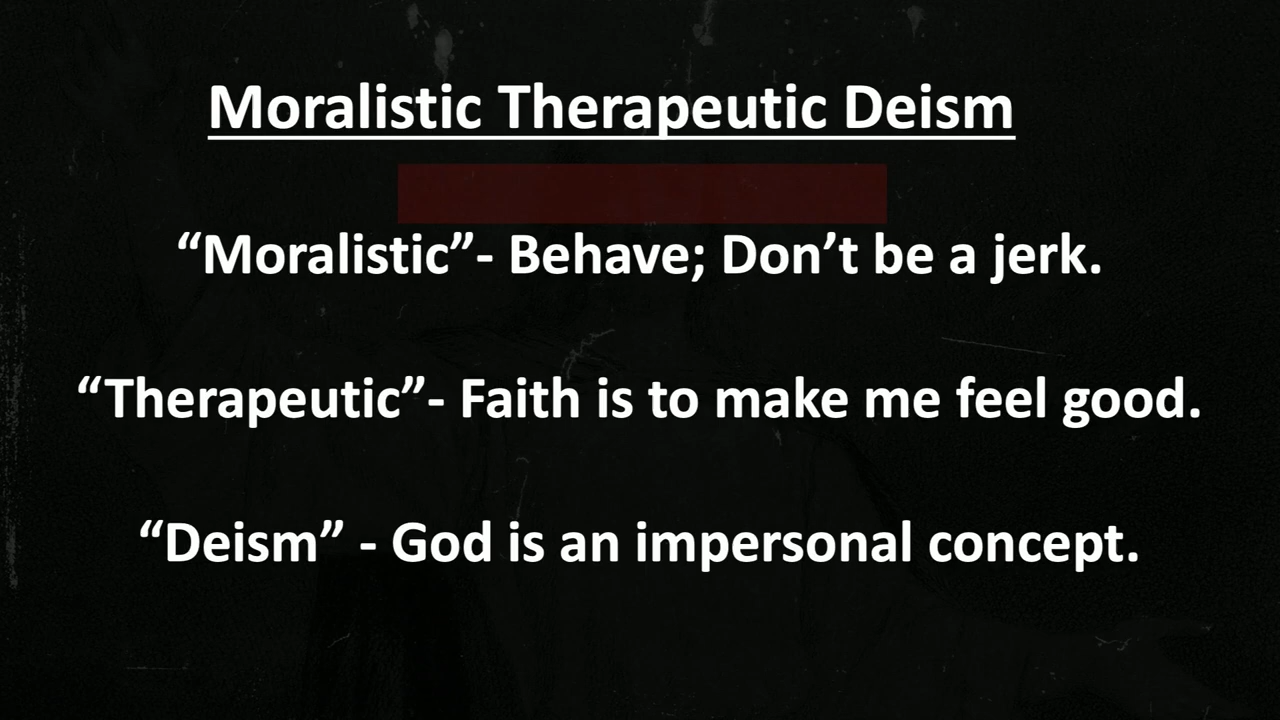 Moralistic Therapeutic Deism
“Moralistic”- Behave; Don’t be a jerk.
“Therapeutic”- Faith is to make me feel good.
“Deism” - God is an impersonal concept.